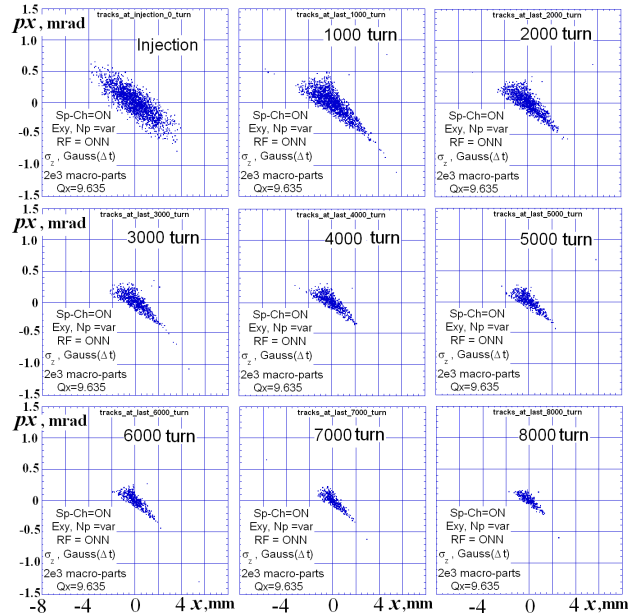 tracks_at_injection_0_turn
1.5
px , mrad
1.0
0.5
0
-0.5
-1.0
-1.5
Injection
Sp-Ch=ON
Exy, Np =var
RF = ONN
σz , Gauss(Δt)
2e3 macro-parts
Qx=9.635
tracks_at_last_1000_turn
1000 turn
Sp-Ch=ON
Exy, Np =var
RF = ONN
σz , Gauss(Δt)
2e3 macro-parts
Qx=9.635
tracks_at_last_2000_turn
2000 turn
Sp-Ch=ON
Exy, Np =var
RF = ONN
σz , Gauss(Δt)
2e3 macro-parts
Qx=9.635
tracks_at_last_3000_turn
1.5
px , mrad
1.0
0.5
0
-0.5
-1.0
-1.5
3000 turn
Sp-Ch=ON
Exy, Np =var
RF = ONN
σz , Gauss(Δt)
2e3 macro-parts
Qx=9.635
tracks_at_last_4000_turn
4000 turn
Sp-Ch=ON
Exy, Np =var
RF = ONN
σz , Gauss(Δt)
2e3 macro-parts
Qx=9.635
tracks_at_last_5000_turn
5000 turn
Sp-Ch=ON
Exy, Np =var
RF = ONN
σz , Gauss(Δt)
2e3 macro-parts
Qx=9.635
tracks_at_last_6000_turn
px , mrad
1.5
1.0
0.5
0
-0.5
-1.0
-1.5
6000 turn
Sp-Ch=ON
Exy, Np =var
RF = ONN
σz , Gauss(Δt)
2e3 macro-parts
Qx=9.635
-8 -4 0 4 x,mm
tracks_at_last_7000_turn
7000 turn
Sp-Ch=ON
Exy, Np =var
RF = ONN
σz , Gauss(Δt)
2e3 macro-parts
Qx=9.635
-4 0 4 x,mm
tracks_at_last_8000_turn
8000 turn
Sp-Ch=ON
Exy, Np =var
RF = ONN
σz , Gauss(Δt)
2e3 macro-parts
Qx=9.635
-4 0 4 x,mm